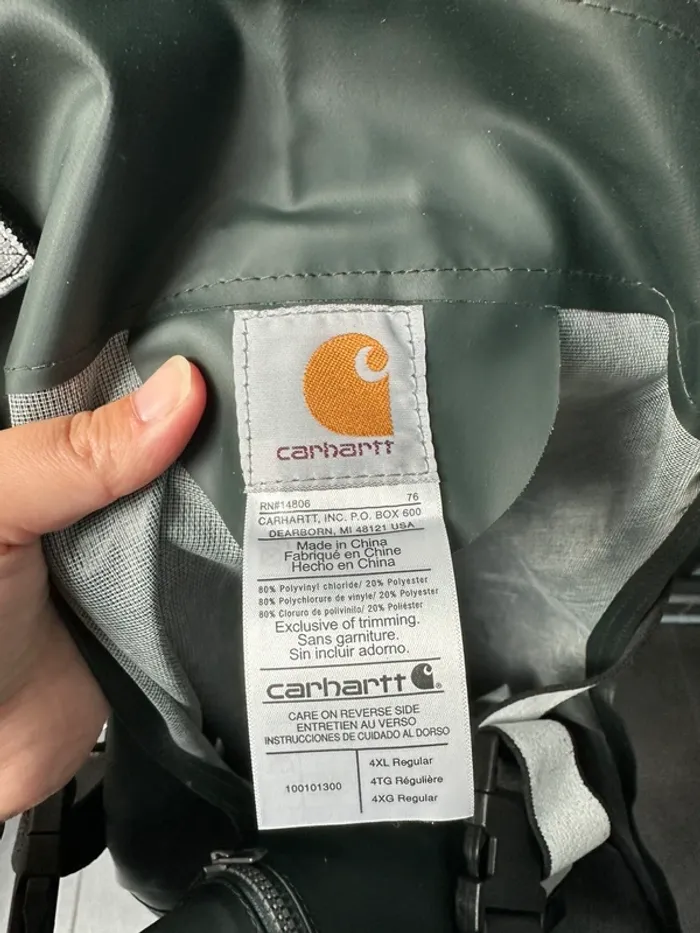 carhartt
RN#14806 76
CARHARTT, INC. P.O. BOX 600
DEARBORN, MI 48121 USA
Made in China
Fabriqué en Chine
Hecho en China
80% Polyvinyl chloride/ 20% Polyester
80% Polychlorure de vinyle/ 20% Polyester
80% Cloruro de polivinilo/ 20% Poliéster
Exclusive of trimming.
Sans garniture.
Sin incluir adorno.
carhartt ®
CARE ON REVERSE SIDE
ENTRETIEN AU VERSO
INSTRUCCIONES DE CUIDADO AL DORSO
100101300
4XL Regular
4TG Régulière
4XG Regular